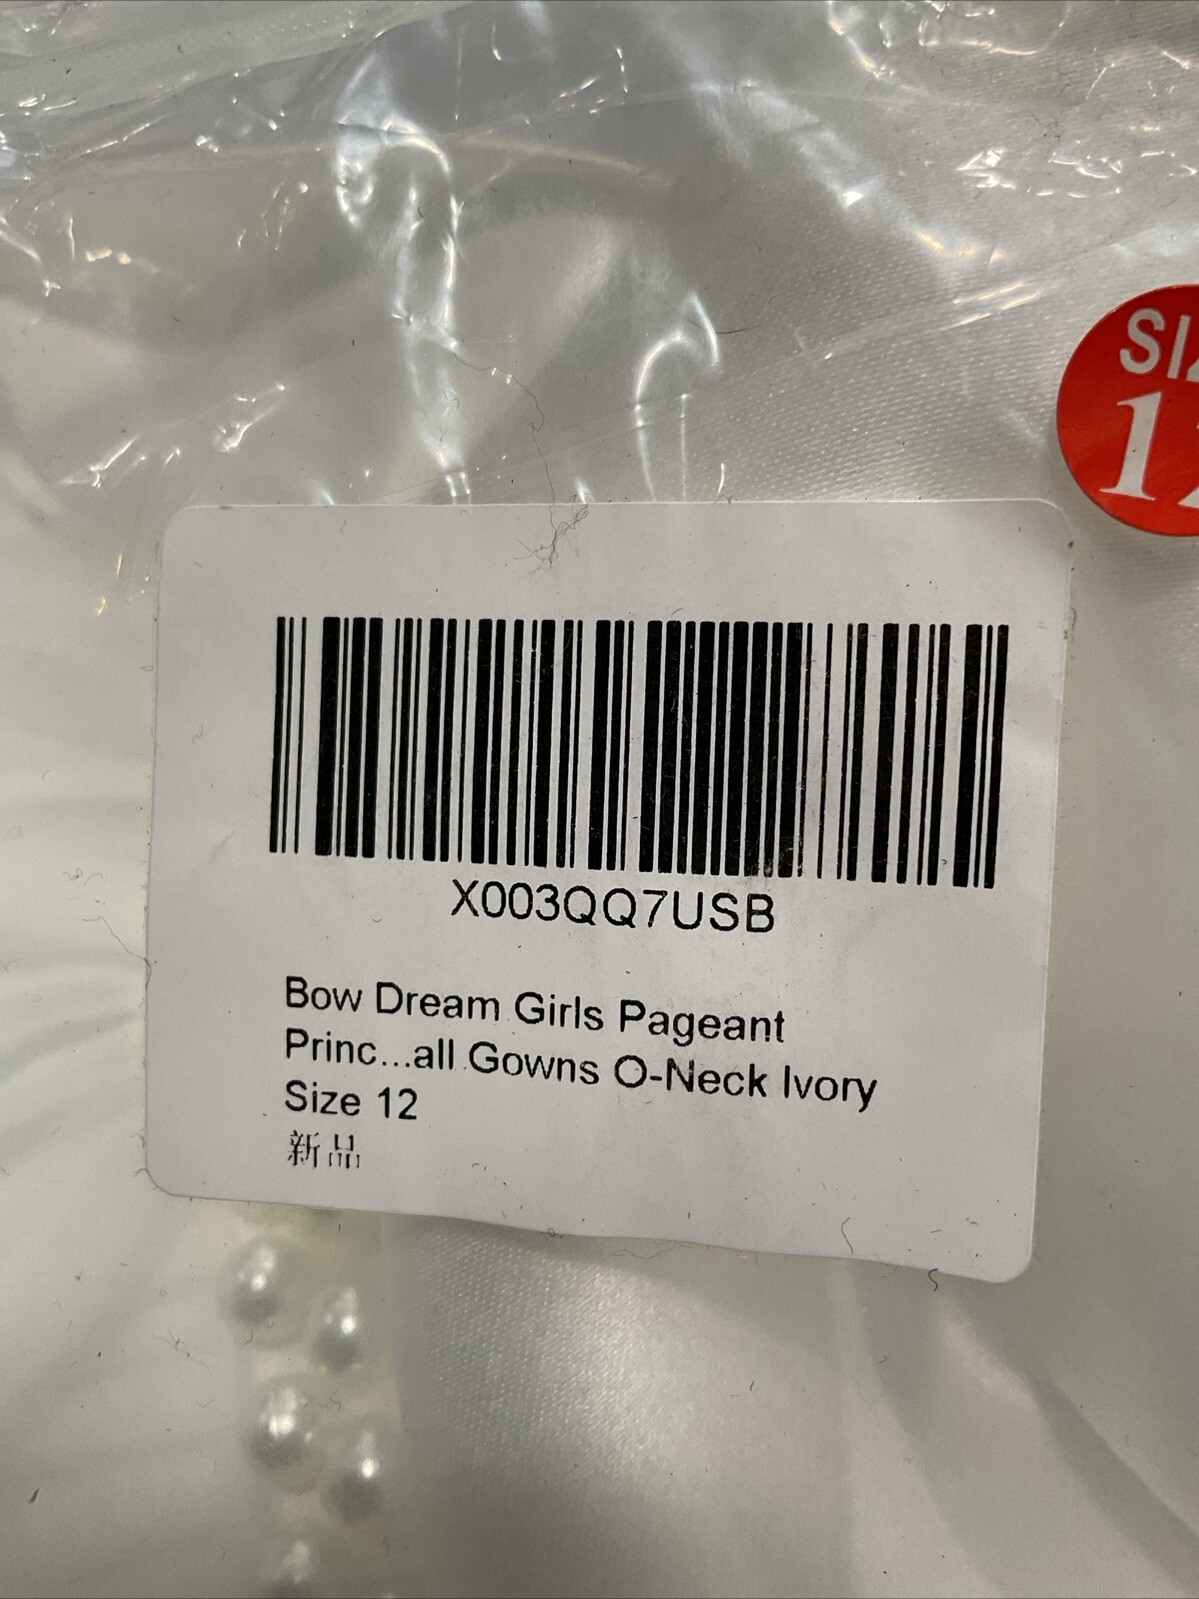 X003QQ7USB
Bow Dream Girls Pageant
Princ...all Gowns O-Neck Ivory
Size 12
新品